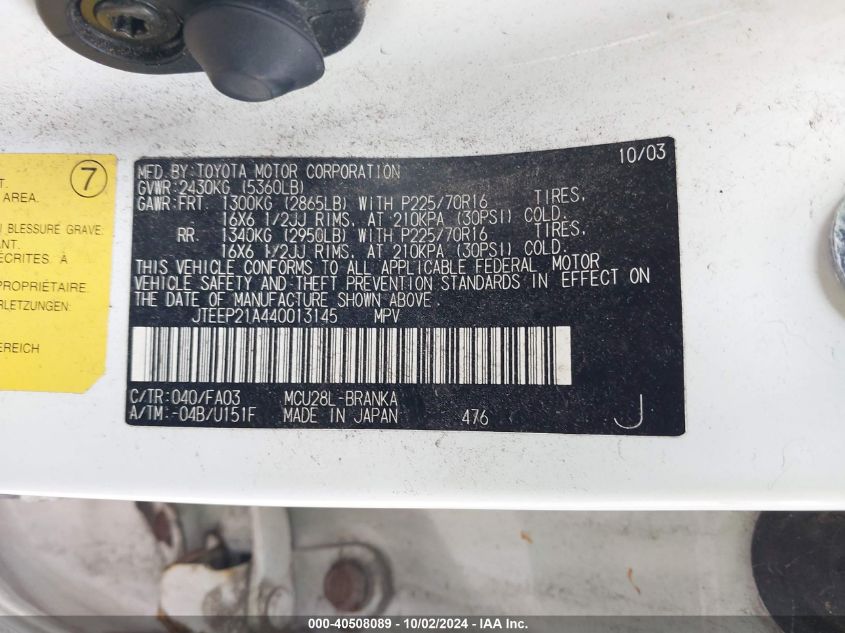 7
T.
AREA.
I BLESSURE GRAVE.
ANT.
ÉCRITES. À
PROPRIÉTAIRE.
RLETZUNGEN:
BEREICH
10/03
MFD.BY:TOYOTA MOTOR CORPORATION
GVWR:2430KG (5360LB)
GAWR:FRT. 1300KG (2865LB) WITH P225/70R16 TIRES,
16X6 1/2JJ RIMS, AT 210KPA (30PSI) COLD.
RR. 1340KG (2950LB) WITH P225/70R16 TIRES,
16X6 1/2JJ RIMS, AT 210KPA (30PSI) COLD.
THIS VEHICLE CONFORMS TO ALL APPLICABLE FEDERAL MOTOR
VEHICLE SAFETY AND THEFT PREVENTION STANDARDS IN EFFECT ON
THE DATE OF MANUFACTURE SHOWN ABOVE.
JTEEP21A440013145 MPV
C/TR:040/FA03 MCU28L-BRANKA
A/TM:-04B/U151F MADE IN JAPAN 476 J
000-40508089 - 10/02/2024 - IAA Inc.